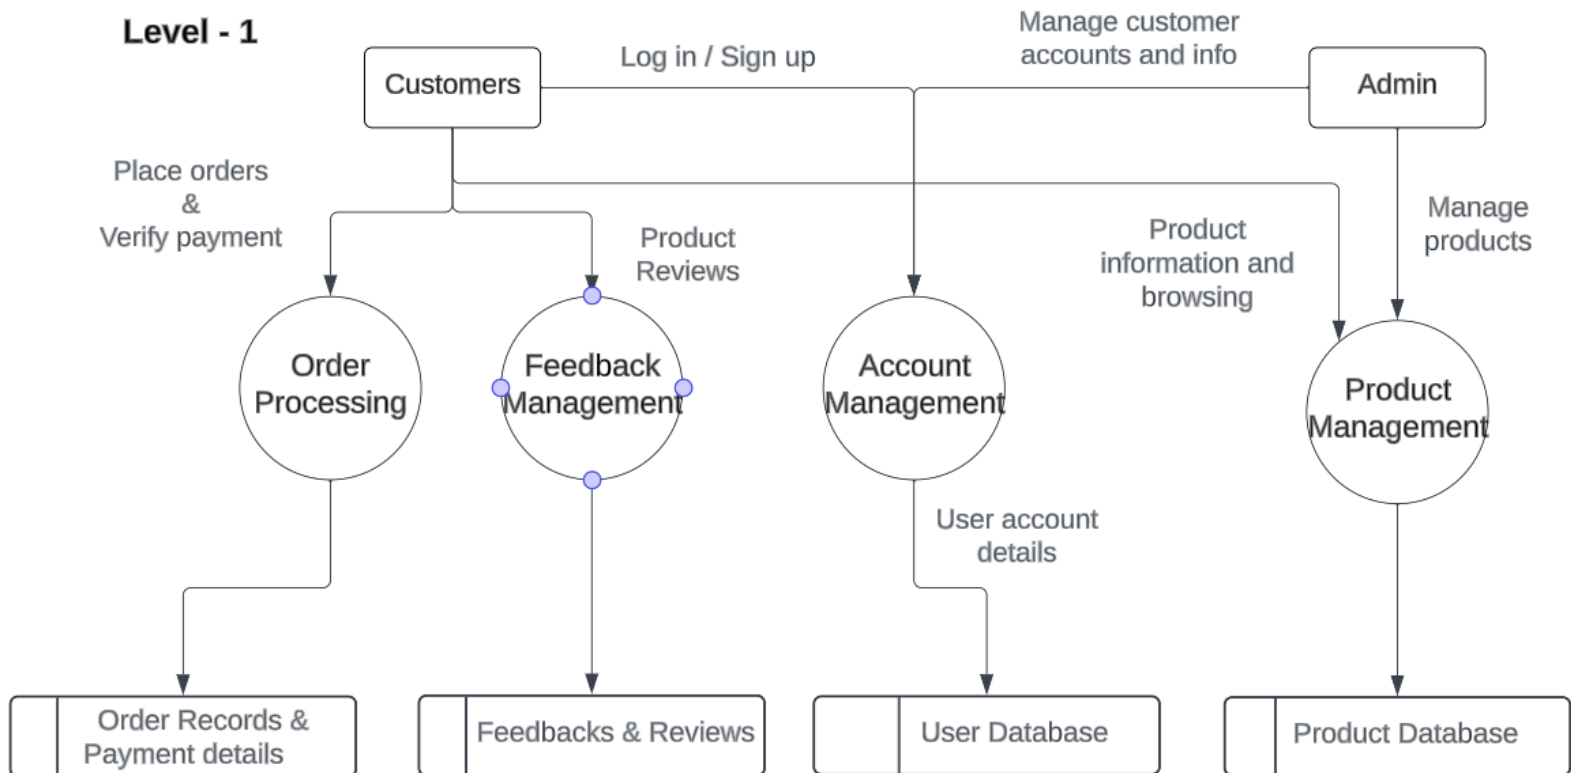 Level - 1
Customers
Log in / Sign up
Manage customer
accounts and info
Admin
Place orders
&
Verify payment
Product
Reviews
Product
information and
browsing
Manage
products
Order
Processing
Feedback
Management
Account
Management
Product
Management
User account
details
Order Records &
Payment details
Feedbacks & Reviews
User Database
Product Database